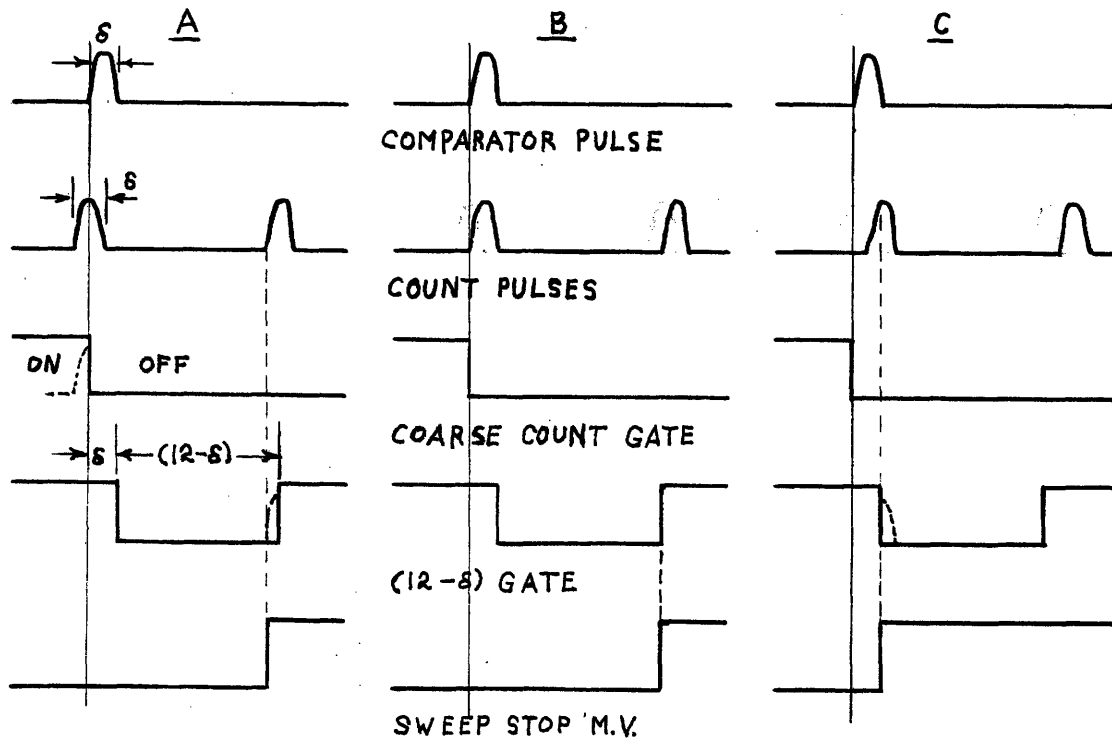 A B C
δ
COMPARATOR PULSE
δ
COUNT PULSES
ON OFF
COARSE COUNT GATE
δ (12-δ)
(12-δ) GATE
SWEEP STOP M.V.